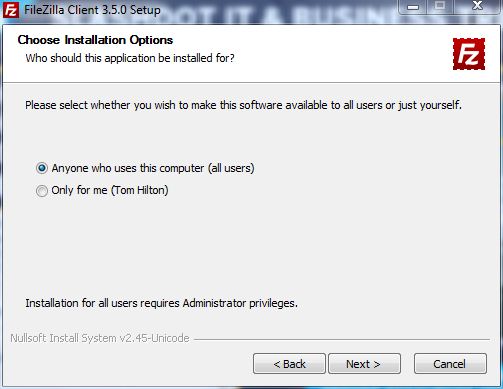 FileZilla Client 3.5.0 Setup
Choose Installation Options
Who should this application be installed for?
FZ
Please select whether you wish to make this software available to all users or just yourself.
Anyone who uses this computer (all users)
Only for me (Tom Hilton)
Installation for all users requires Administrator privileges.
Nullsoft Install System v2.45-Unicode
< Back
Next >
Cancel